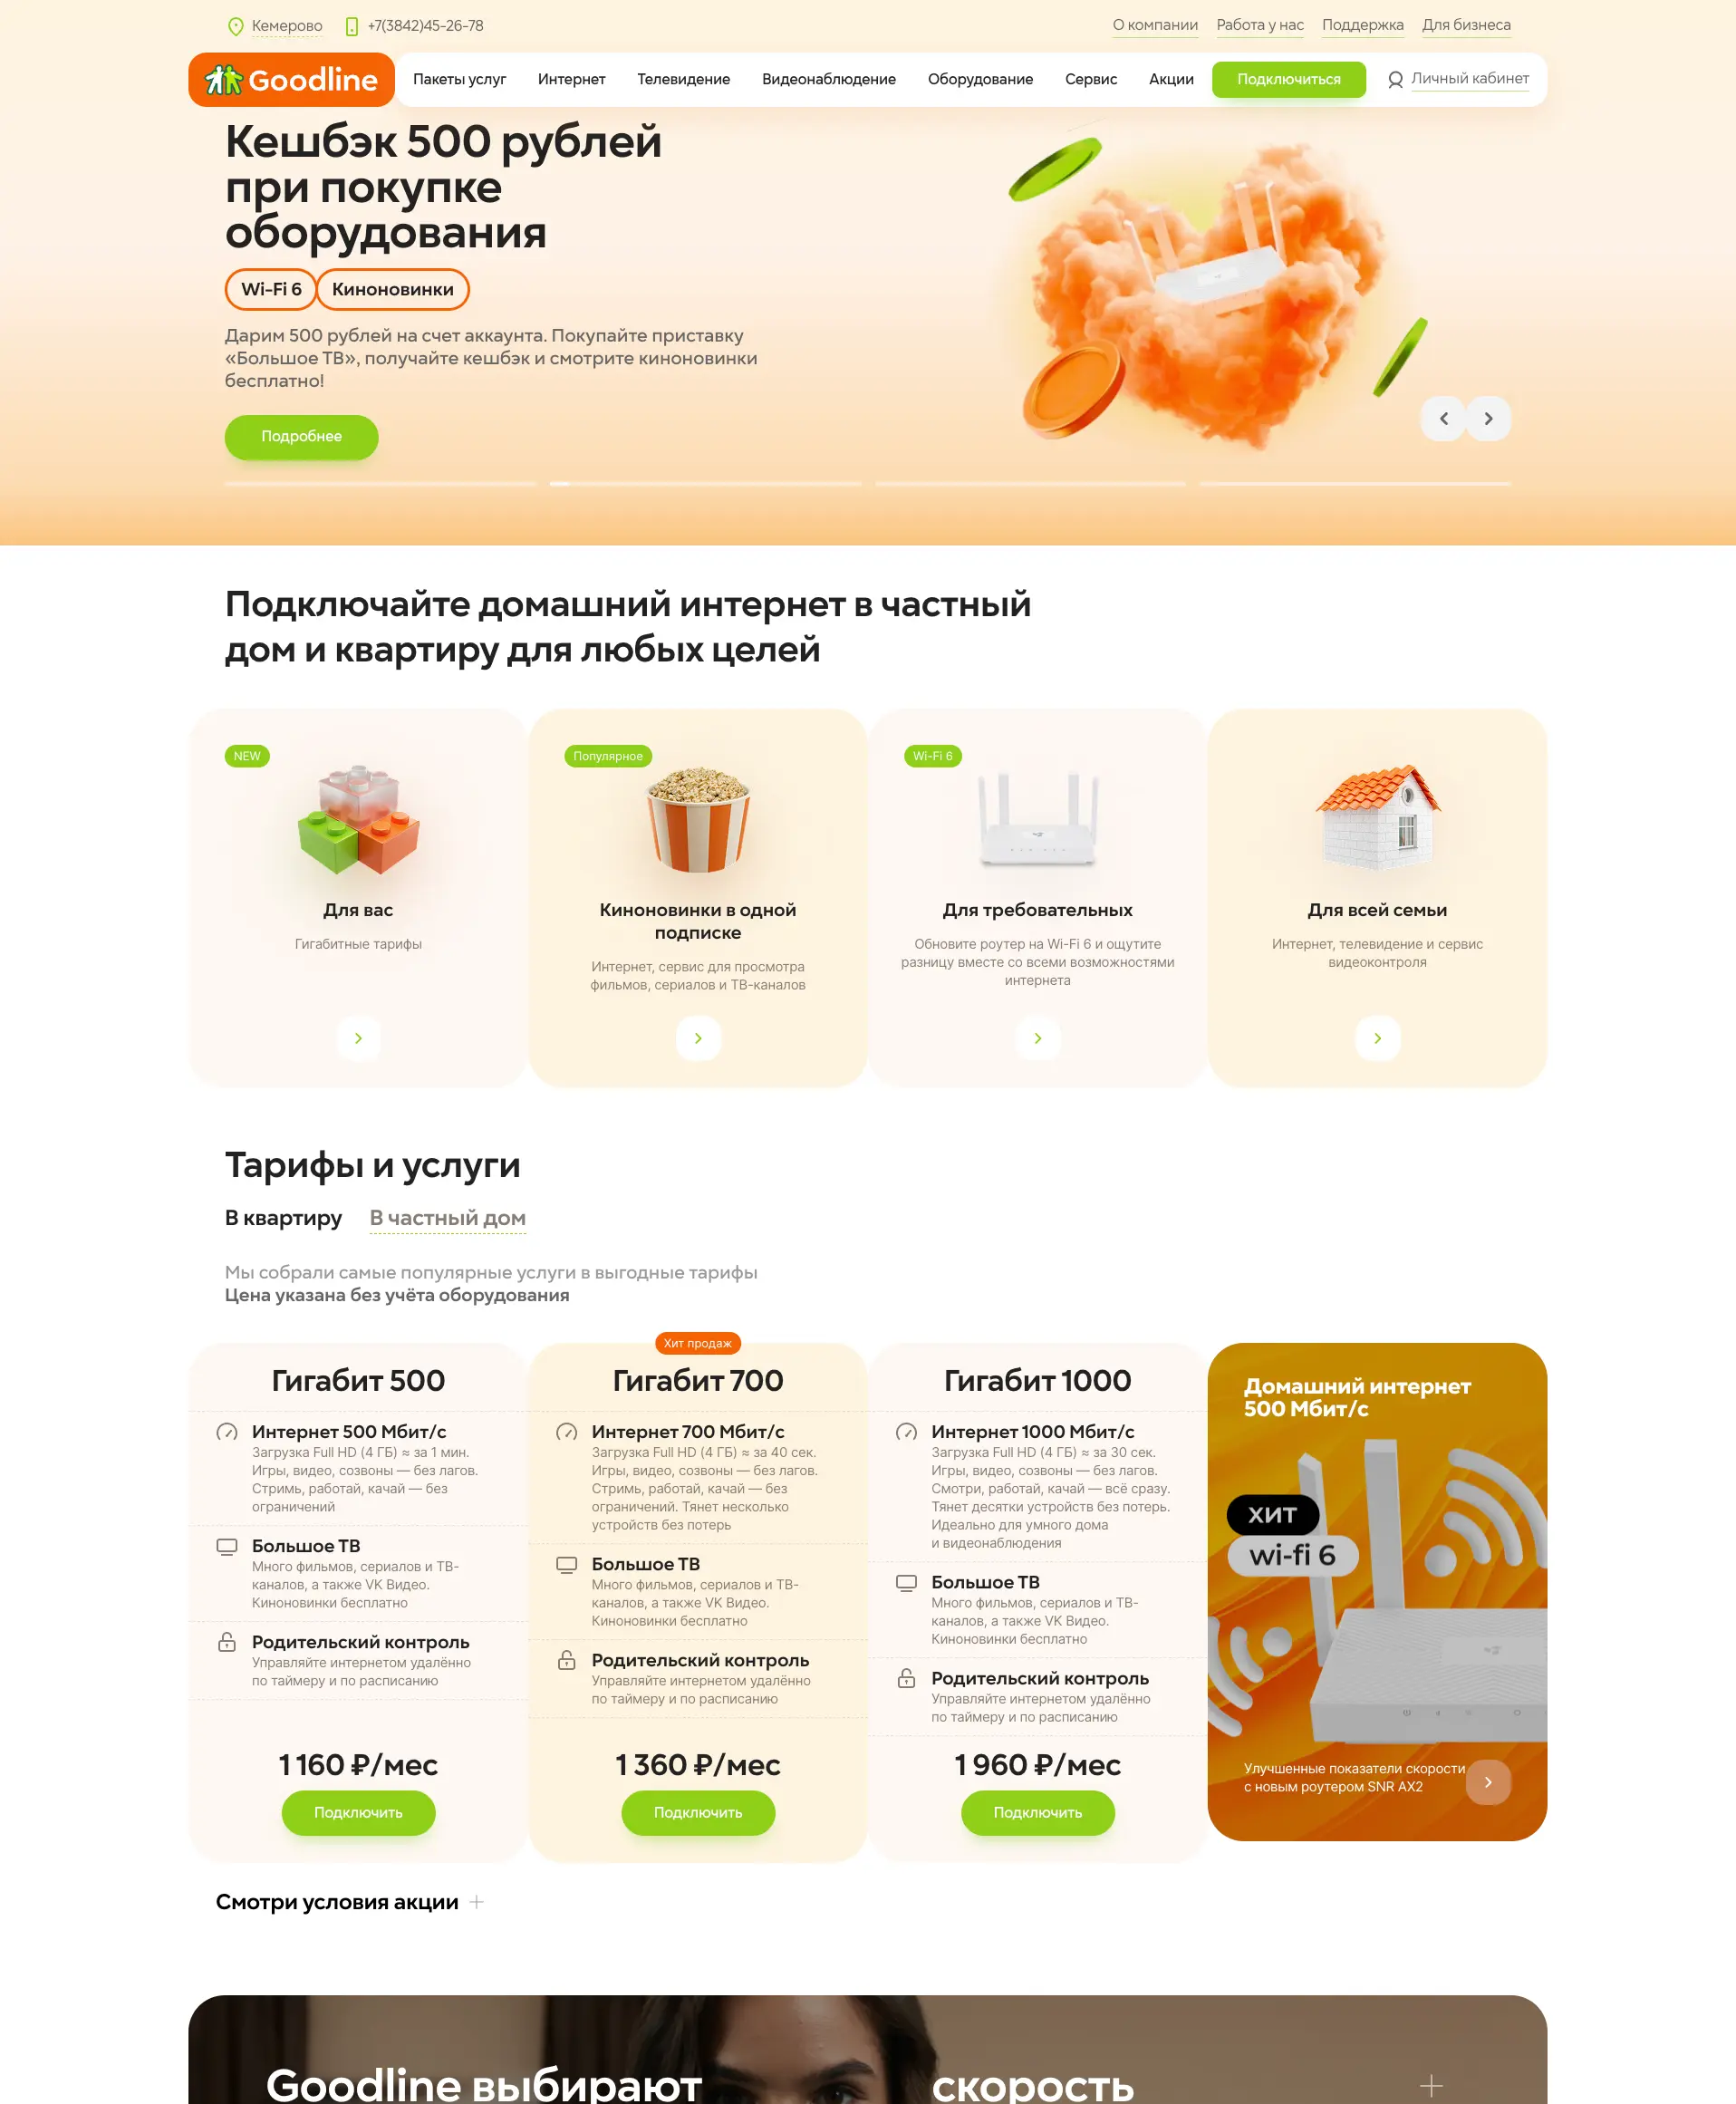 Кемерово
+7(3842)45-26-78
О компании
Работа у нас
Поддержка
Для бизнеса
Goodline
Пакеты услуг
Интернет
Телевидение
Видеонаблюдение
Оборудование
Сервис
Акции
Подключиться
Личный кабинет
Кешбэк 500 рублей
при покупке
оборудования
Wi-Fi 6
Киноновинки
Дарим 500 рублей на счет аккаунта. Покупайте приставку
«Большое ТВ», получайте кешбэк и смотрите киноновинки
бесплатно!
Подробнее
Подключайте домашний интернет в частный
дом и квартиру для любых целей
NEW
Для вас
Гигабитные тарифы
Популярное
Киноновинки в одной
подписке
Интернет, сервис для просмотра
фильмов, сериалов и ТВ-каналов
Wi-Fi 6
Для требовательных
Обновите роутер на Wi-Fi 6 и ощутите
разницу вместе со всеми возможностями
интернета
Для всей семьи
Интернет, телевидение и сервис
видеоконтроля
Тарифы и услуги
В квартиру
В частный дом
Мы собрали самые популярные услуги в выгодные тарифы
Цена указана без учёта оборудования
Гигабит 500
Интернет 500 Мбит/с
Загрузка Full HD (4 ГБ) ≈ за 1 мин.
Игры, видео, созвоны — без лагов.
Стримь, работай, качай — без
ограничений
Большое ТВ
Много фильмов, сериалов и ТВ-
каналов, а также VK Видео.
Киноновинки бесплатно
Родительский контроль
Управляйте интернетом удалённо
по таймеру и по расписанию
1 160 ₽/мес
Подключить
Хит продаж
Гигабит 700
Интернет 700 Мбит/с
Загрузка Full HD (4 ГБ) ≈ за 40 сек.
Игры, видео, созвоны — без лагов.
Стримь, работай, качай — без
ограничений. Тянет несколько
устройств без потерь
Большое ТВ
Много фильмов, сериалов и ТВ-
каналов, а также VK Видео.
Киноновинки бесплатно
Родительский контроль
Управляйте интернетом удалённо
по таймеру и по расписанию
1 360 ₽/мес
Подключить
Гигабит 1000
Интернет 1000 Мбит/с
Загрузка Full HD (4 ГБ) ≈ за 30 сек.
Игры, видео, созвоны — без лагов.
Смотри, работай, качай — всё сразу.
Тянет десятки устройств без потерь.
Идеально для умного дома
и видеонаблюдения
Большое ТВ
Много фильмов, сериалов и ТВ-
каналов, а также VK Видео.
Киноновинки бесплатно
Родительский контроль
Управляйте интернетом удалённо
по таймеру и по расписанию
1 960 ₽/мес
Подключить
Домашний интернет
500 Мбит/с
ХИТ
wi-fi 6
Улучшенные показатели скорости
с новым роутером SNR AX2
Смотри условия акции
Goodline выбирают
скорость